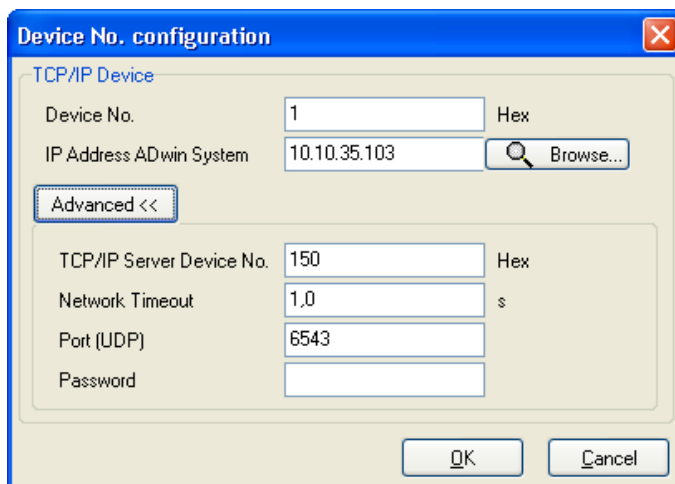 Device No. configuration
TCP/IP Device
Device No. 1 Hex
IP Address ADwin System 10.10.35.103 Browse...
Advanced <<
TCP/IP Server Device No. 150 Hex
Network Timeout 1,0 s
Port (UDP) 6543
Password
OK Cancel